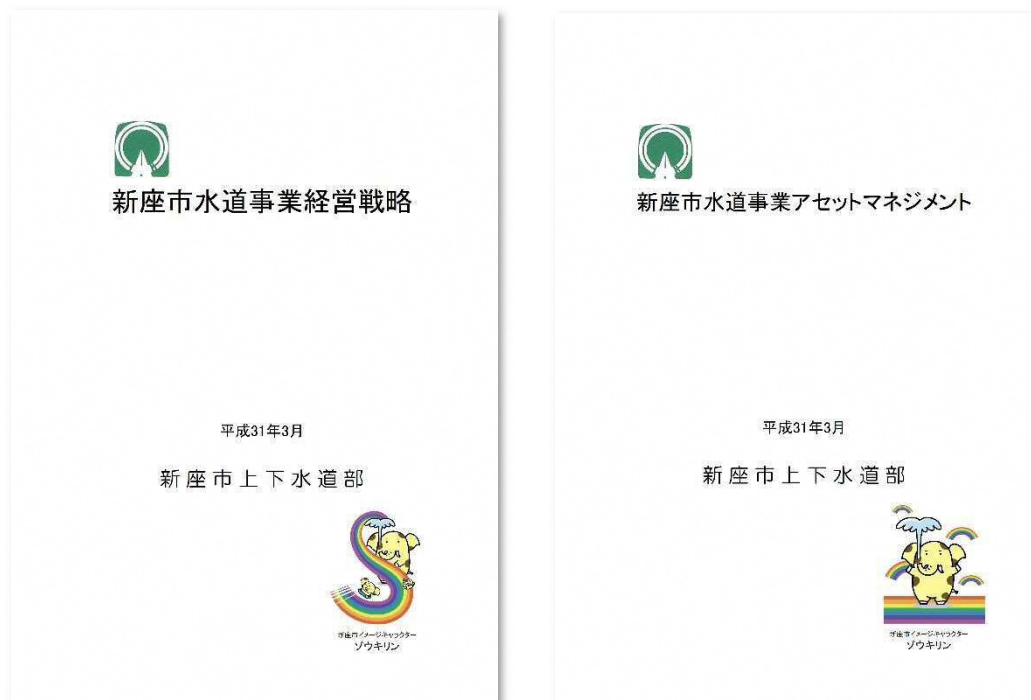 新座市水道事業経営戦略
平成31年3月
新座市上下水道部
新座市イメージキャラクター
ゾウキリン
新座市水道事業アセットマネジメント
平成31年3月
新座市上下水道部
新座市イメージキャラクター
ゾウキリン